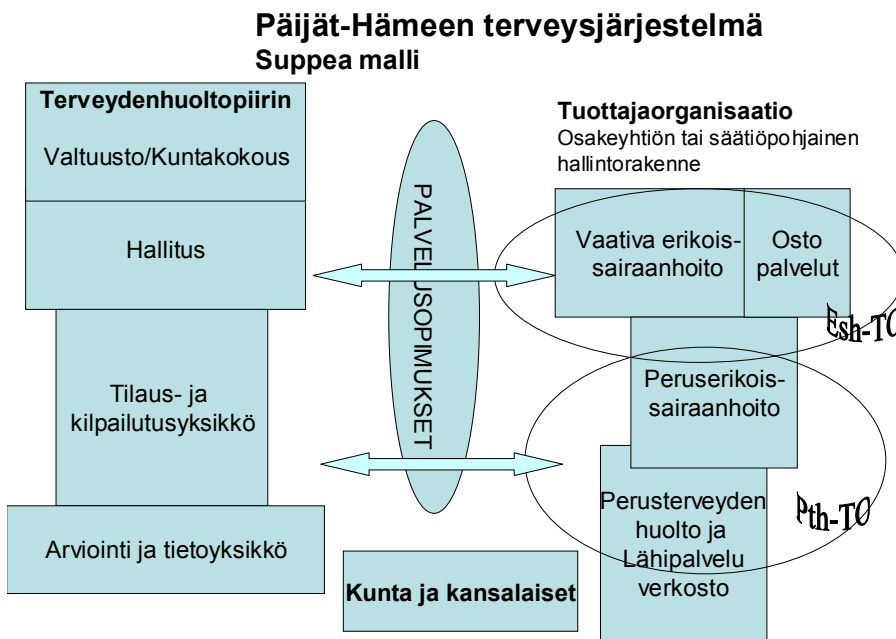 Päijät-Hämeen terveysjärjestelmä
Suppea malli
Terveydenhuoltopiirin
Valtuusto/Kuntakokous
Hallitus
Tilaus- ja
kilpailutusyksikkö
Arviointi ja tietoyksikkö
PALVELUSOPIMUKSET
Kunta ja kansalaiset
Tuottajaorganisaatio
Osakeyhtiön tai säätiöpohjainen
hallintorakenne
Vaativa erikois-
sairaanhoito
Osto
palvelut
Esh-TO
Peruserikois-
sairaanhoito
Perusterveyden
huolto ja
Lähipalvelu
verkosto
Pth-TO